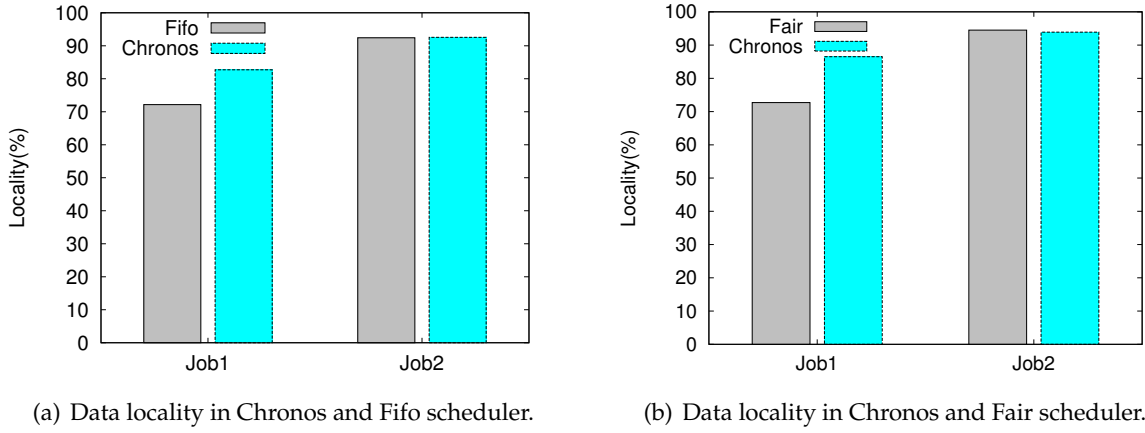 100
90
80
70
60
50
40
30
20
10
0
Locality(%)
Fifo
Chronos
Job1
Job2
(a) Data locality in Chronos and Fifo scheduler.
100
90
80
70
60
50
40
30
20
10
0
Locality(%)
Fair
Chronos
Job1
Job2
(b) Data locality in Chronos and Fair scheduler.